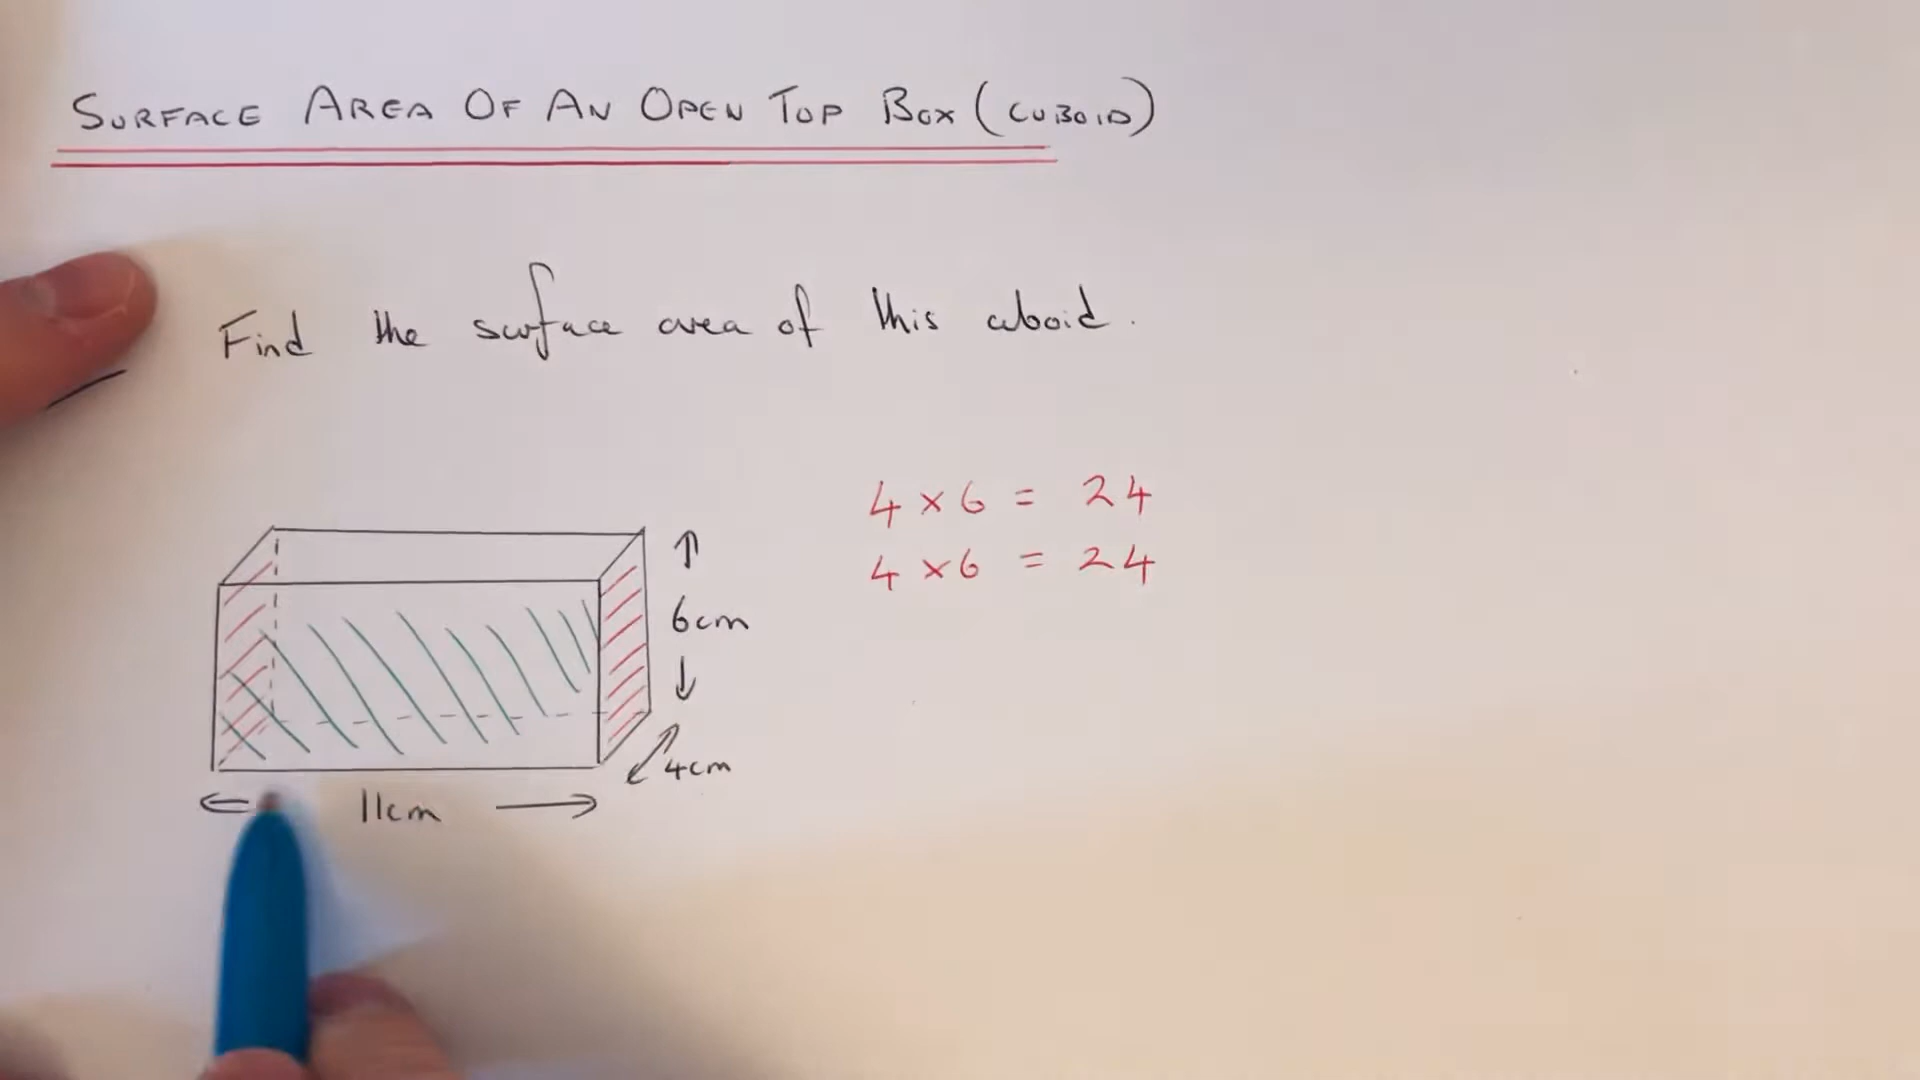 SURFACE AREA OF AN OPEN TOP BOX (CUBOID)
Find the surface area of this cuboid.
4 × 6 = 24
4 × 6 = 24
6cm
4cm
11cm